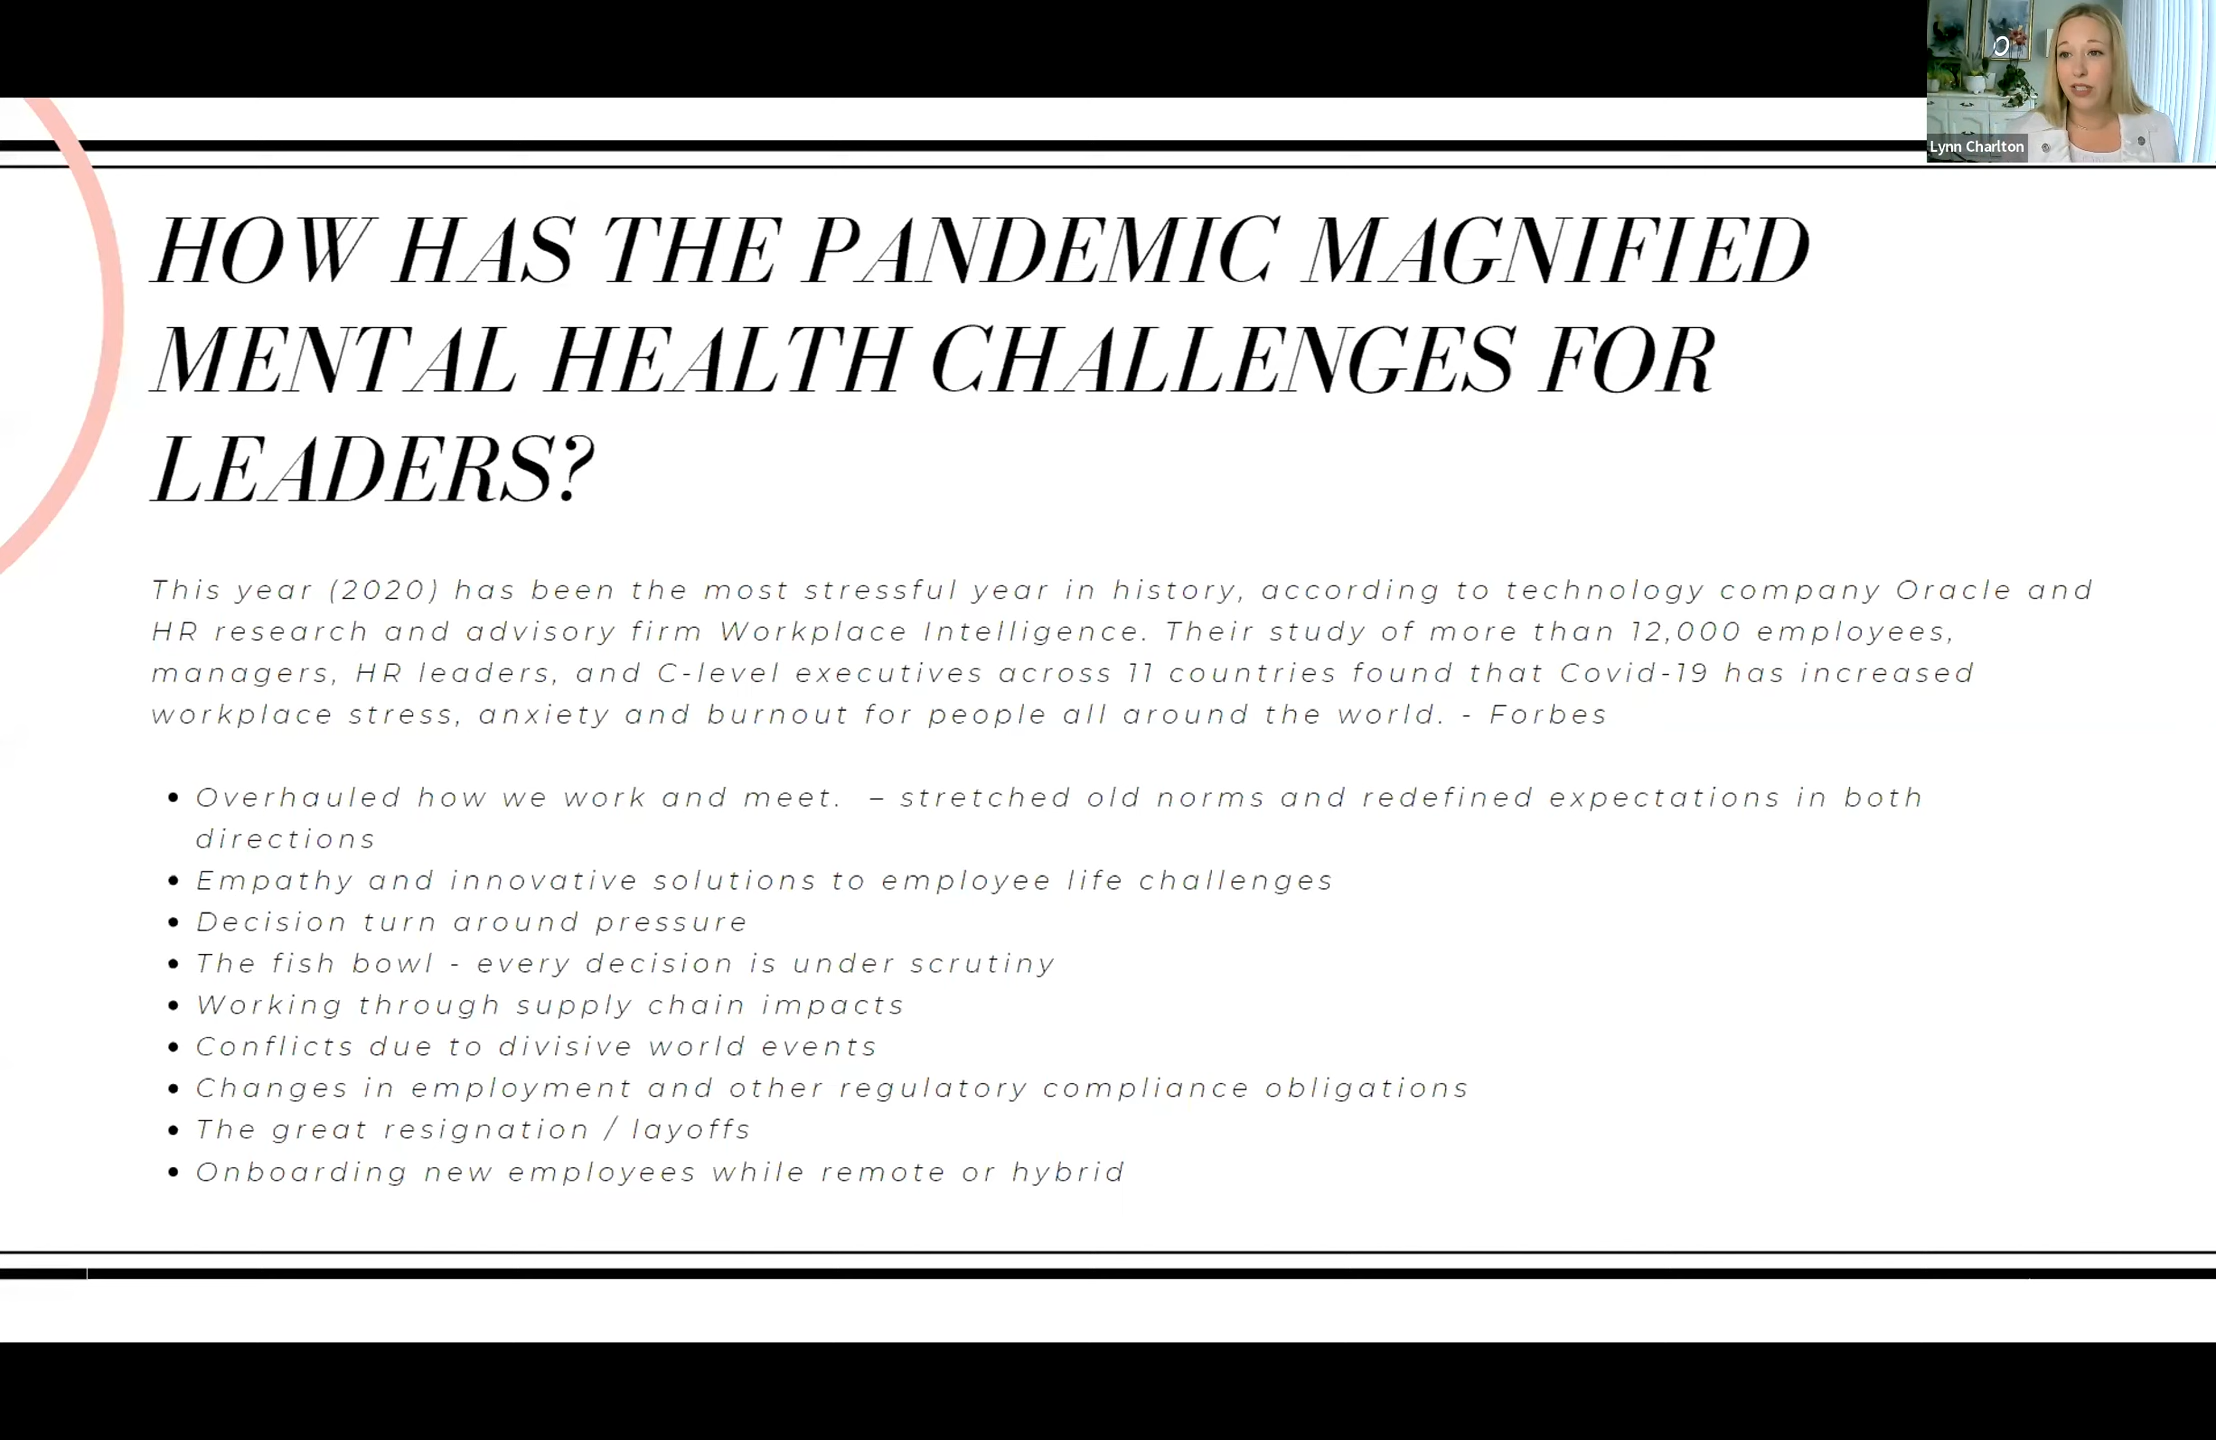 Lynn Charlton
HOW HAS THE PANDEMIC MAGNIFIED
MENTAL HEALTH CHALLENGES FOR
LEADERS?
This year (2020) has been the most stressful year in history, according to technology company Oracle and
HR research and advisory firm Workplace Intelligence. Their study of more than 12,000 employees,
managers, HR leaders, and C-level executives across 11 countries found that Covid-19 has increased
workplace stress, anxiety and burnout for people all around the world. - Forbes
• Overhauled how we work and meet.  – stretched old norms and redefined expectations in both
directions
• Empathy and innovative solutions to employee life challenges
• Decision turn around pressure
• The fish bowl - every decision is under scrutiny
• Working through supply chain impacts
• Conflicts due to divisive world events
• Changes in employment and other regulatory compliance obligations
• The great resignation / layoffs
• Onboarding new employees while remote or hybrid